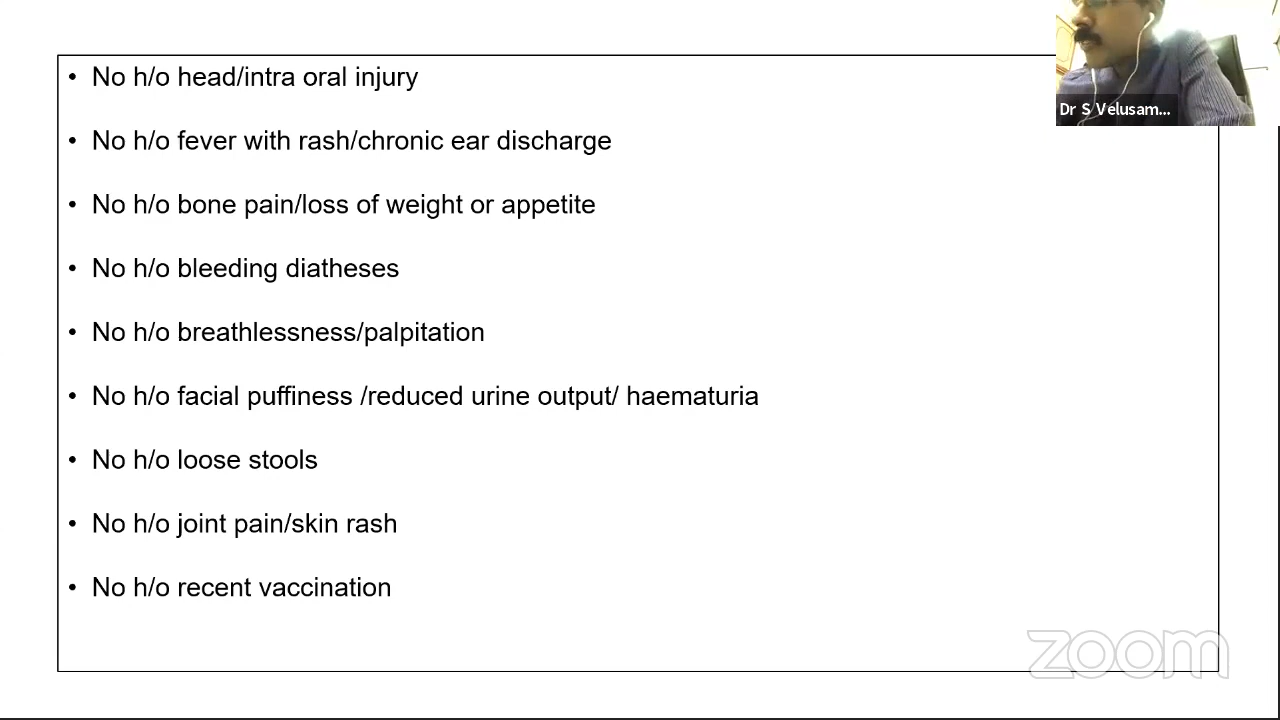 • No h/o head/intra oral injury
• No h/o fever with rash/chronic ear discharge
• No h/o bone pain/loss of weight or appetite
• No h/o bleeding diatheses
• No h/o breathlessness/palpitation
• No h/o facial puffiness /reduced urine output/ haematuria
• No h/o loose stools
• No h/o joint pain/skin rash
• No h/o recent vaccination
Dr S Velusam...
zoom